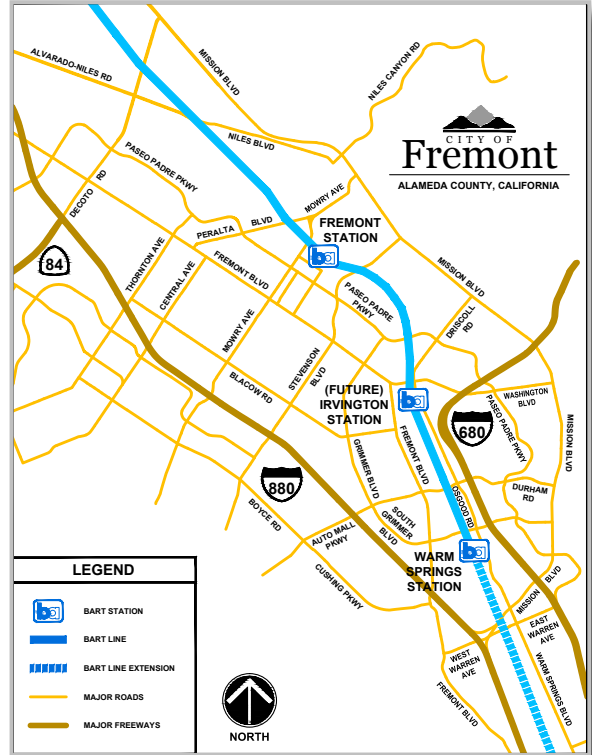 MISSION BLVD
NILES CANYON RD
ALVARADO-NILES RD
NILES BLVD
CITY OF
Fremont
ALAMEDA COUNTY, CALIFORNIA
PASEO PADRE PKWY
DECOTO RD
MOWRY AVE
PERALTA BLVD
FREMONT
STATION
84
THORNTON AVE
CENTRAL AVE
FREMONT BLVD
MISSION BLVD
PASEO PADRE
PKWY
DRISCOLL
RD
MOWRY AVE
STEVENSON
BLVD
BLACOW RD
(FUTURE)
IRVINGTON
STATION
WASHINGTON
BLVD
PASEO PADRE PKWY
MISSION BLVD
680
FREMONT BLVD
GRIMMER BLVD
880
OSGOOD RD
DURHAM
RD
BOYCE RD
SOUTH
GRIMMER
BLVD
AUTO MALL
PKWY
WARM
SPRINGS
STATION
CUSHING PKWY
MISSION BLVD
EAST
WARREN
AVE
WEST
WARREN
AVE
WARM SPRINGS BLVD
FREMONT BLVD
LEGEND
ba BART STATION
BART LINE
BART LINE EXTENSION
MAJOR ROADS
MAJOR FREEWAYS
NORTH